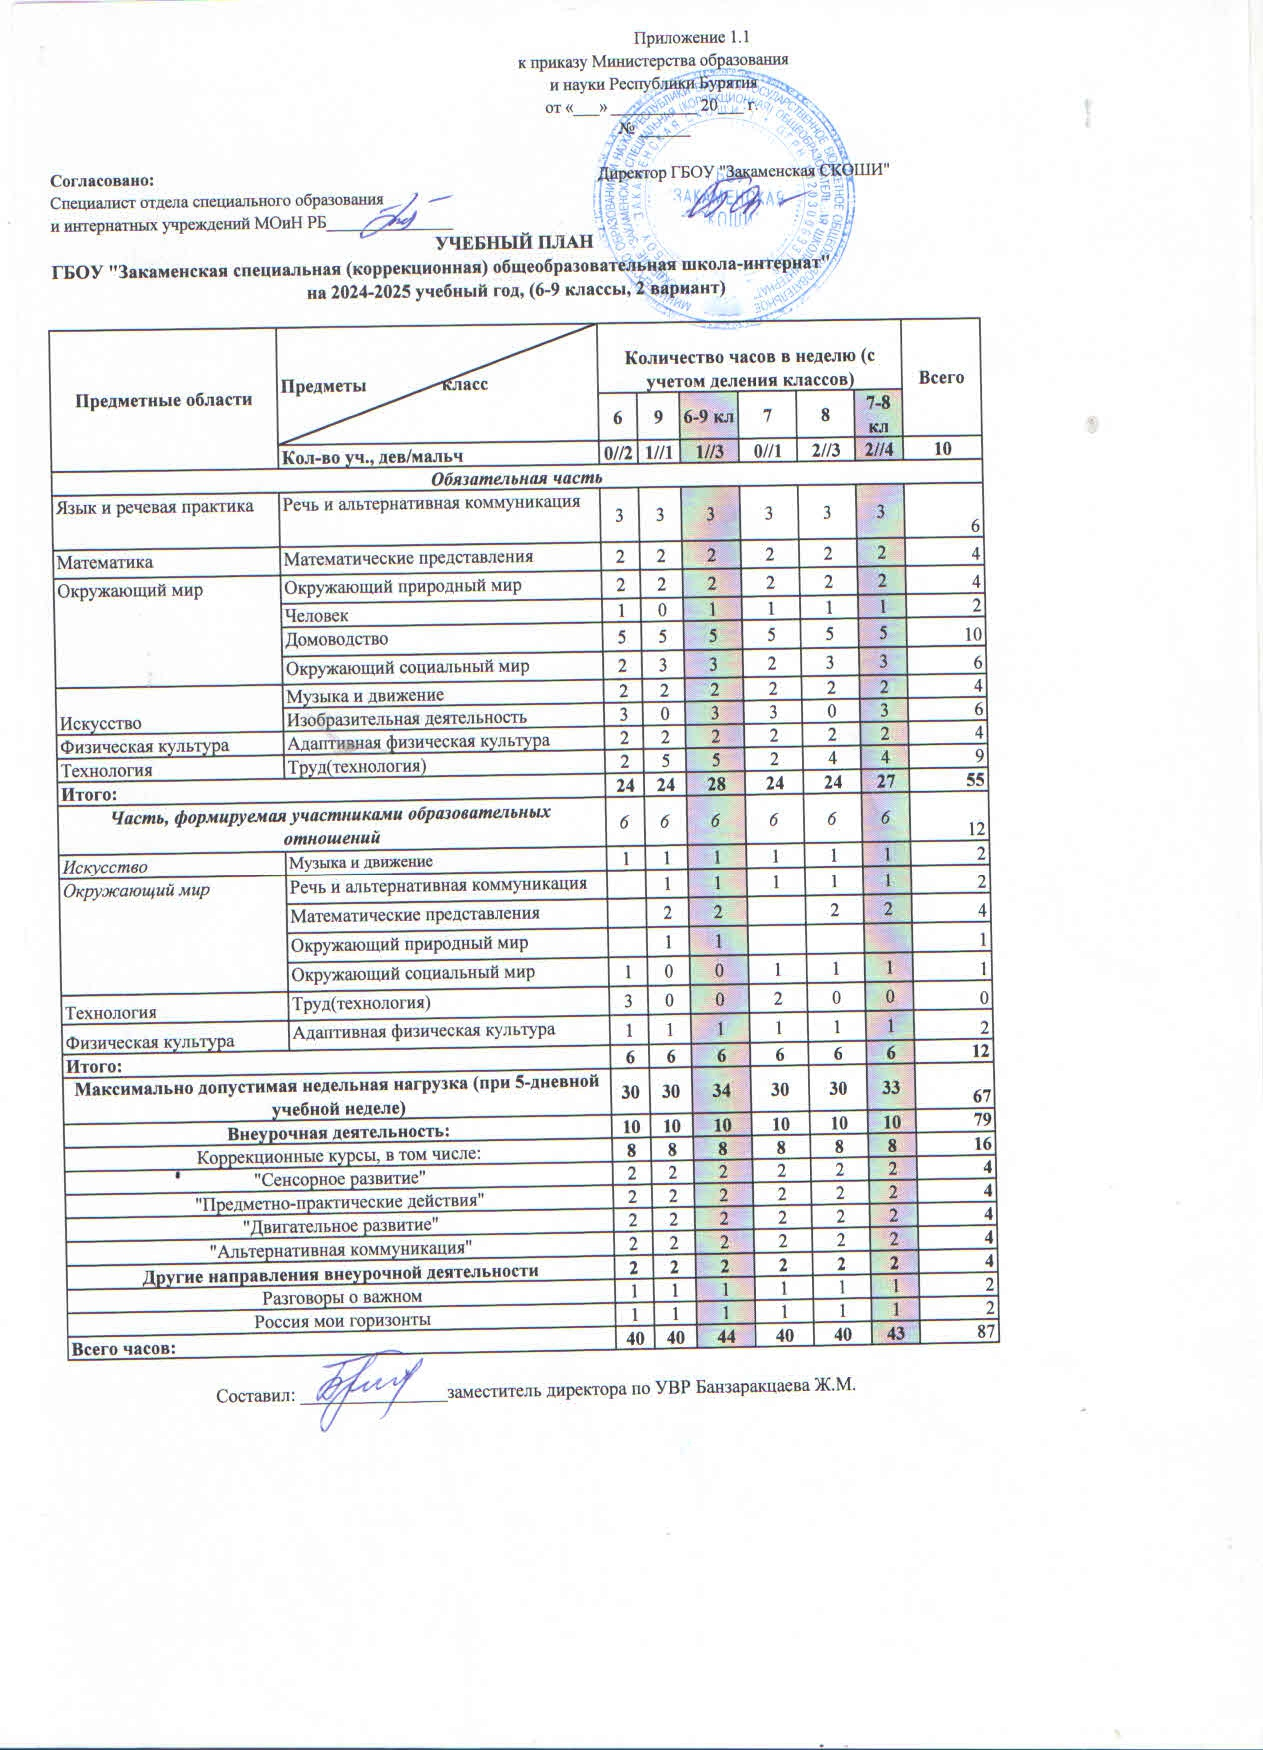 Приложение 1.1
к приказу Министерства образования
и науки Республики Бурятия
от «___» __________ 20___ г.
№ ______
Директор ГБОУ "Закаменская СКОШИ"
Согласовано:
Специалист отдела специального образования
и интернатных учреждений МОиН РБ_______________
ЗАКАМЕНСКАЯ
УЧЕБНЫЙ ПЛАН
ГБОУ "Закаменская специальная (коррекционная) общеобразовательная школа-интернат"
на 2024-2025 учебный год, (6-9 классы, 2 вариант)
Предметные области Предметы класс Количество часов в неделю (с учетом деления классов) Всего
6 9 6-9 кл 7 8 7-8 кл
Кол-во уч., дев/мальч 0//2 1//1 1//3 0//1 2//3 2//4 10
Обязательная часть
Язык и речевая практика Речь и альтернативная коммуникация 3 3 3 3 3 3 6
Математика Математические представления 2 2 2 2 2 2 4
Окружающий мир Окружающий природный мир 2 2 2 2 2 2 4
Человек 1 0 1 1 1 1 2
Домоводство 5 5 5 5 5 5 10
Окружающий социальный мир 2 3 3 2 3 3 6
Искусство Музыка и движение 2 2 2 2 2 2 4
Изобразительная деятельность 3 0 3 3 0 3 6
Физическая культура Адаптивная физическая культура 2 2 2 2 2 2 4
Технология Труд(технология) 2 5 5 2 4 4 9
Итого: 24 24 28 24 24 27 55
Часть, формируемая участниками образовательных отношений 6 6 6 6 6 6 12
Искусство Музыка и движение 1 1 1 1 1 1 2
Окружающий мир Речь и альтернативная коммуникация 1 1 1 1 1 2
Математические представления 2 2 2 2 4
Окружающий природный мир 1 1 1
Окружающий социальный мир 1 0 0 1 1 1 1
Технология Труд(технология) 3 0 0 2 0 0 0
Физическая культура Адаптивная физическая культура 1 1 1 1 1 1 2
Итого: 6 6 6 6 6 6 12
Максимально допустимая недельная нагрузка (при 5-дневной учебной неделе) 30 30 34 30 30 33 67
Внеурочная деятельность: 10 10 10 10 10 10 79
Коррекционные курсы, в том числе: 8 8 8 8 8 8 16
"Сенсорное развитие" 2 2 2 2 2 2 4
"Предметно-практические действия" 2 2 2 2 2 2 4
"Двигательное развитие" 2 2 2 2 2 2 4
"Альтернативная коммуникация" 2 2 2 2 2 2 4
Другие направления внеурочной деятельности 2 2 2 2 2 2 4
Разговоры о важном 1 1 1 1 1 1 2
Россия мои горизонты 1 1 1 1 1 1 2
Всего часов: 40 40 44 40 40 43 87
Составил: ________________заместитель директора по УВР Банзаракцаева Ж.М.